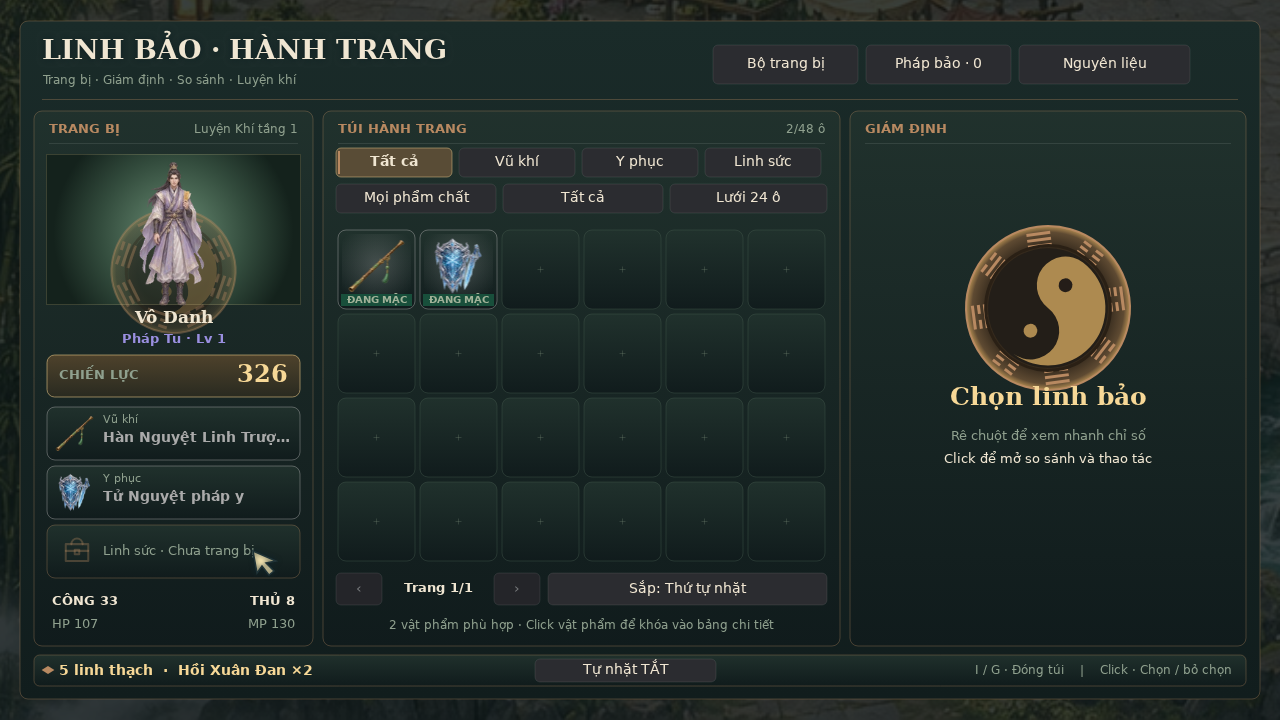 LINH BẢO · HÀNH TRANG
Trang bị · Giám định · So sánh · Luyện khí
Bộ trang bị
Pháp bảo · 0
Nguyên liệu
TRANG BỊ
Luyện Khí tầng 1
Vô Danh
Pháp Tu · Lv 1
CHIẾN LỰC
326
Vũ khí
Hàn Nguyệt Linh Trượ...
Y phục
Tử Nguyệt pháp y
Linh sức · Chưa trang bị
CÔNG 33
THỦ 8
HP 107
MP 130
TÚI HÀNH TRANG
2/48 ô
Tất cả
Vũ khí
Y phục
Linh sức
Mọi phẩm chất
Tất cả
Lưới 24 ô
ĐANG MẶC
ĐANG MẶC
‹
Trang 1/1
›
Sắp: Thứ tự nhặt
2 vật phẩm phù hợp · Click vật phẩm để khóa vào bảng chi tiết
GIÁM ĐỊNH
Chọn linh bảo
Rê chuột để xem nhanh chỉ số
Click để mở so sánh và thao tác
5 linh thạch · Hồi Xuân Đan ×2
Tự nhặt TẮT
I / G · Đóng túi | Click · Chọn / bỏ chọn